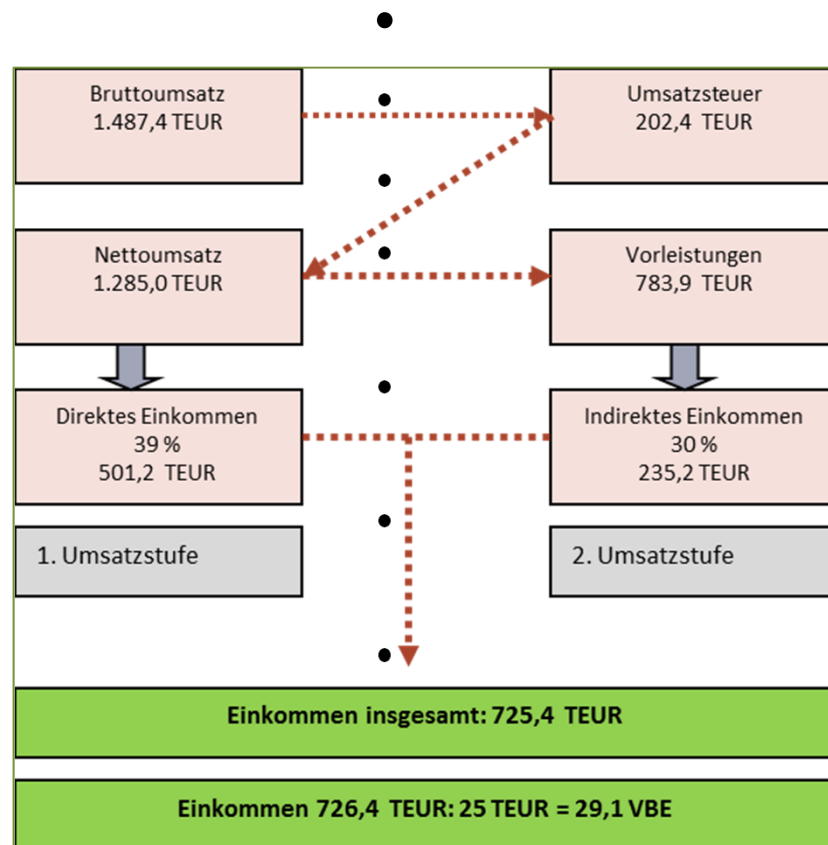 Bruttoumsatz
1.487,4 TEUR
Umsatzsteuer
202,4 TEUR
Nettoumsatz
1.285,0 TEUR
Vorleistungen
783,9 TEUR
Direktes Einkommen
39 %
501,2 TEUR
Indirektes Einkommen
30 %
235,2 TEUR
1. Umsatzstufe
2. Umsatzstufe
Einkommen insgesamt: 725,4 TEUR
Einkommen 726,4 TEUR: 25 TEUR = 29,1 VBE